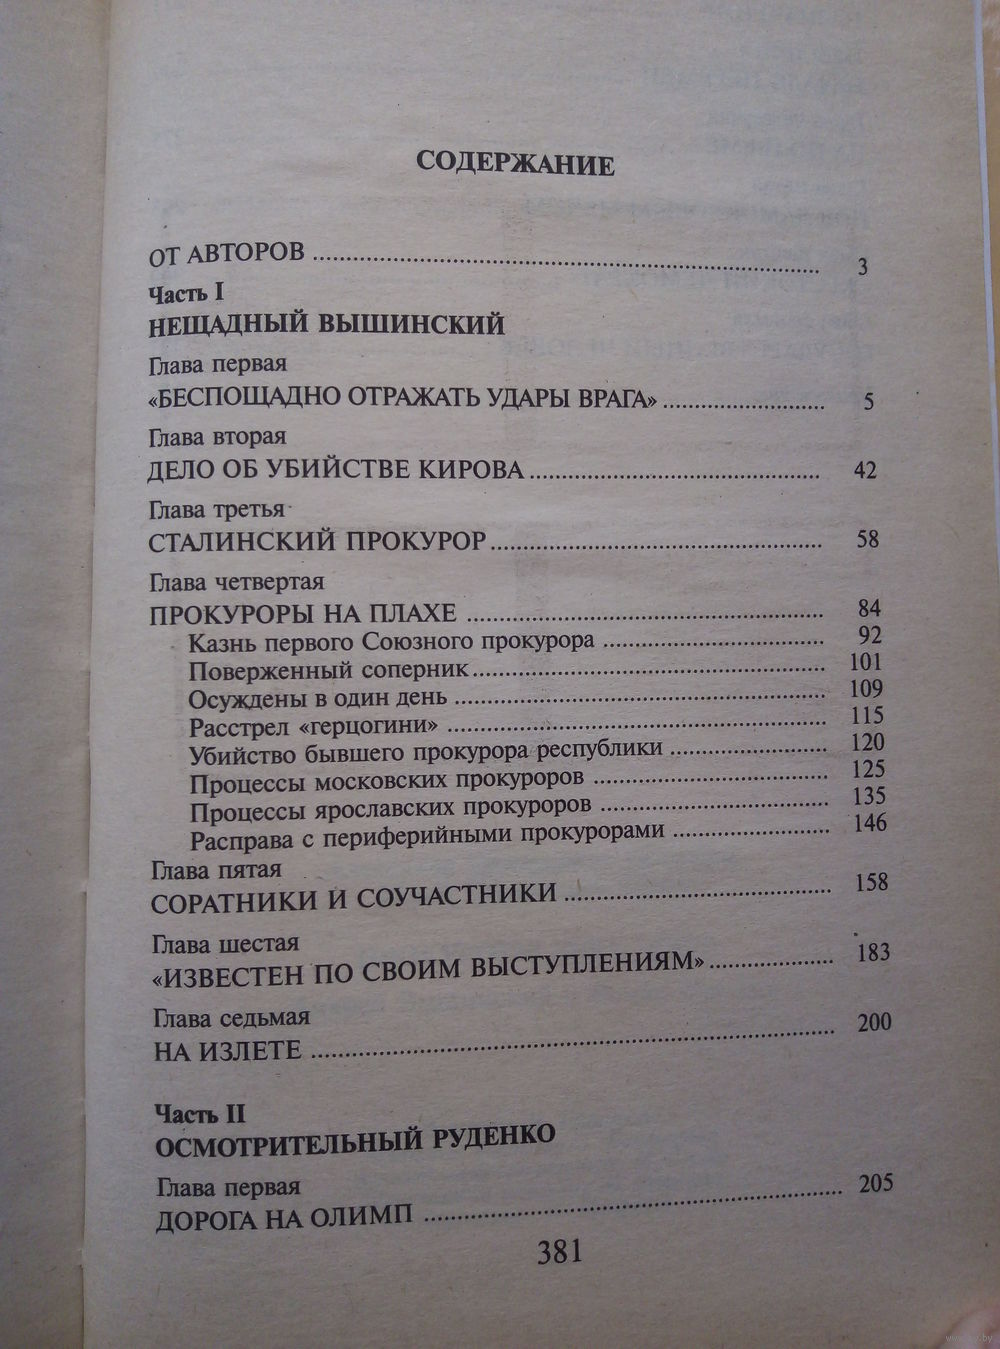 СОДЕРЖАНИЕ
ОТ АВТОРОВ 3
Часть I
НЕЩАДНЫЙ ВЫШИНСКИЙ
Глава первая
«БЕСПОЩАДНО ОТРАЖАТЬ УДАРЫ ВРАГА» 5
Глава вторая
ДЕЛО ОБ УБИЙСТВЕ КИРОВА 42
Глава третья
СТАЛИНСКИЙ ПРОКУРОР 58
Глава четвертая
ПРОКУРОРЫ НА ПЛАХЕ 84
Казнь первого Союзного прокурора 92
Поверженный соперник 101
Осуждены в один день 109
Расстрел «герцогини» 115
Убийство бывшего прокурора республики 120
Процессы московских прокуроров 125
Процессы ярославских прокуроров 135
Расправа с периферийными прокурорами 146
Глава пятая
СОРАТНИКИ И СОУЧАСТНИКИ 158
Глава шестая
«ИЗВЕСТЕН ПО СВОИМ ВЫСТУПЛЕНИЯМ» 183
Глава седьмая
НА ИЗЛЕТЕ 200
Часть II
ОСМОТРИТЕЛЬНЫЙ РУДЕНКО
Глава первая
ДОРОГА НА ОЛИМП 205
381